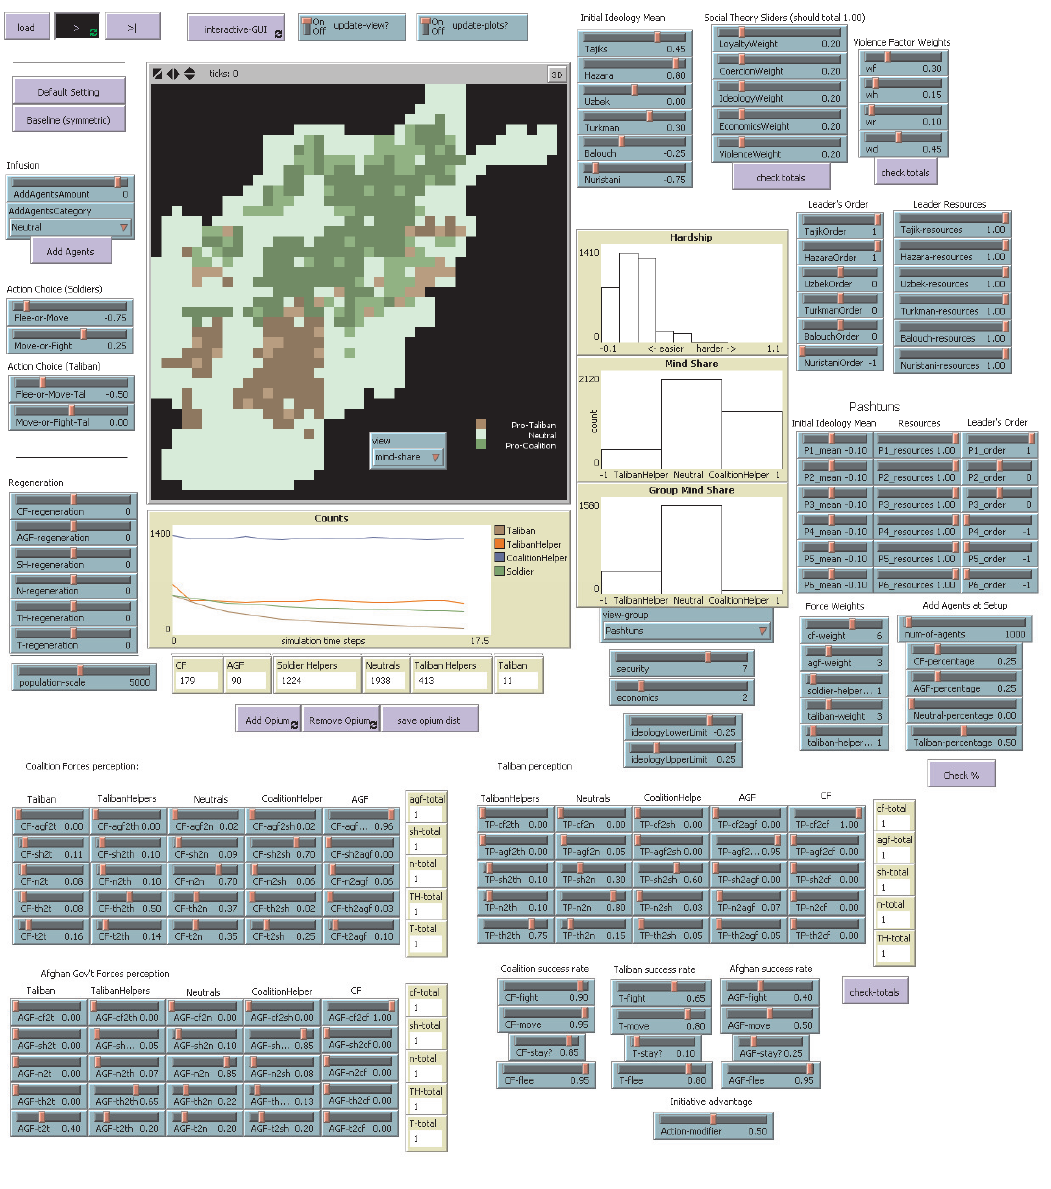 load
>
>|
interactive-GUI
On
Off
update-view?
On
Off
update-plots?
Default Setting
Baseline (symmetric)
Infusion
AddAgentsAmount 0
AddAgentsCategory
Neutral
Add Agents
Action Choice (Soldiers)
Flee-or-Move -0.75
Move-or-Fight 0.25
Action Choice (Taliban)
Flee-or-Move-Tal -0.50
Move-or-Fight-Tal 0.00
Regeneration
CF-regeneration 0
AGF-regeneration 0
SH-regeneration 0
N-regeneration 0
TH-regeneration 0
T-regeneration 0
population-scale 5000
ticks: 0
3D
Pro-Taliban
Neutral
Pro-Coalition
view
mind-share
Counts
1400
0
0
simulation time steps
17.5
Taliban
TalibanHelper
CoalitionHelper
Soldier
CF
179
AGF
90
Soldier Helpers
1224
Neutrals
1938
Taliban Helpers
413
Taliban
11
Add Opium
Remove Opium
save opium dist
Initial Ideology Mean
Tajiks 0.45
Hazara 0.80
Uzbek 0.00
Turkman 0.30
Balouch -0.25
Nuristani -0.75
Social Theory Sliders (should total 1.00)
LoyaltyWeight 0.20
CoercionWeight 0.20
IdeologyWeight 0.20
EconomicsWeight 0.20
ViolenceWeight 0.20
check totals
Violence Factor Weights
wf 0.30
wh 0.15
wr 0.10
wd 0.45
check totals
Hardship
1410
0
-0.1
<- easier harder ->
1.1
Mind Share
2120
count
0
-1 TalibanHelper Neutral CoalitionHelper 1
Group Mind Share
1580
0
-1 TalibanHelper Neutral CoalitionHelper 1
view-group
Pashtuns
security 7
economics 2
ideologyLowerLimit -0.25
ideologyUpperLimit 0.25
Leader's Order
TajikOrder 1
HazaraOrder 1
UzbekOrder 0
TurkmanOrder 0
BalouchOrder 0
NuristaniOrder -1
Leader Resources
Tajik-resources 1.00
Hazara-resources 1.00
Uzbek-resources 1.00
Turkman-resources 1.00
Balouch-resources 1.00
Nuristani-resources 1.00
Pashtuns
Initial Ideology Mean Resources Leader's Order
P1_mean -0.10 P1_resources 1.00 P1_order 1
P2_mean -0.10 P2_resources 1.00 P2_order 0
P3_mean -0.10 P3_resources 1.00 P3_order 0
P4_mean -0.10 P4_resources 1.00 P4_order -1
P5_mean -0.10 P5_resources 1.00 P5_order -1
P6_mean -0.10 P6_resources 1.00 P6_order -1
Force Weights
cf-weight 6
agf-weight 3
soldier-helper... 1
taliban-weight 3
taliban-helper... 1
Add Agents at Setup
num-of-agents 1000
CF-percentage 0.25
AGF-percentage 0.25
Neutral-percentage 0.00
Taliban-percentage 0.50
Check %
Coalition Forces perception:
Taliban TalibanHelpers Neutrals CoalitionHelper AGF
CF-agf2t 0.00 CF-agf2th 0.00 CF-agf2n 0.02 CF-agf2sh 0.02 CF-agf... 0.96
CF-sh2t 0.11 CF-sh2th 0.10 CF-sh2n 0.09 CF-sh2sh 0.70 CF-sh2agf 0.00
CF-n2t 0.08 CF-n2th 0.10 CF-n2n 0.70 CF-n2sh 0.06 CF-n2agf 0.06
CF-th2t 0.08 CF-th2th 0.50 CF-th2n 0.37 CF-th2sh 0.02 CF-th2agf 0.03
CF-t2t 0.16 CF-t2th 0.14 CF-t2n 0.35 CF-t2sh 0.25 CF-t2agf 0.10
agf-total
1
sh-total
1
n-total
1
TH-total
1
T-total
1
Taliban perception
TalibanHelpers Neutrals CoalitionHelpe AGF CF
TP-cf2th 0.00 TP-cf2n 0.00 TP-cf2sh 0.00 TP-cf2agf 0.00 TP-cf2cf 1.00
TP-agf2th 0.00 TP-agf2n 0.05 TP-agf2sh 0.00 TP-agf2... 0.95 TP-agf2cf 0.00
TP-sh2th 0.10 TP-sh2n 0.30 TP-sh2sh 0.60 TP-sh2agf 0.00 TP-sh2cf 0.00
TP-n2th 0.10 TP-n2n 0.80 TP-n2sh 0.03 TP-n2agf 0.07 TP-n2cf 0.00
TP-th2th 0.75 TP-th2n 0.15 TP-th2sh 0.05 TP-th2agf 0.05 TP-th2cf 0.00
cf-total
1
agf-total
1
sh-total
1
n-total
1
TH-total
1
Afghan Gov't Forces perception
Taliban TalibanHelpers Neutrals CoalitionHelper CF
AGF-cf2t 0.00 AGF-cf2th 0.00 AGF-cf2n 0.00 AGF-cf2sh 0.00 AGF-cf2cf 1.00
AGF-sh2t 0.00 AGF-sh... 0.05 AGF-sh2n 0.10 AGF-sh... 0.85 AGF-sh2cf 0.00
AGF-n2t 0.00 AGF-n2th 0.07 AGF-n2n 0.85 AGF-n2sh 0.08 AGF-n2cf 0.00
AGF-th2t 0.00 AGF-th2th 0.65 AGF-th2n 0.22 AGF-th... 0.13 AGF-th2cf 0.00
AGF-t2t 0.40 AGF-t2th 0.20 AGF-t2n 0.20 AGF-t2sh 0.20 AGF-t2cf 0.00
cf-total
1
sh-total
1
n-total
1
TH-total
1
T-total
1
Coalition success rate
CF-fight 0.90
CF-move 0.95
CF-stay? 0.85
CF-flee 0.95
Taliban success rate
T-fight 0.65
T-move 0.80
T-stay? 0.10
T-flee 0.80
Afghan success rate
AGF-fight 0.40
AGF-move 0.50
AGF-stay? 0.25
AGF-flee 0.95
check-totals
Initiative advantage
Action-modifier 0.50